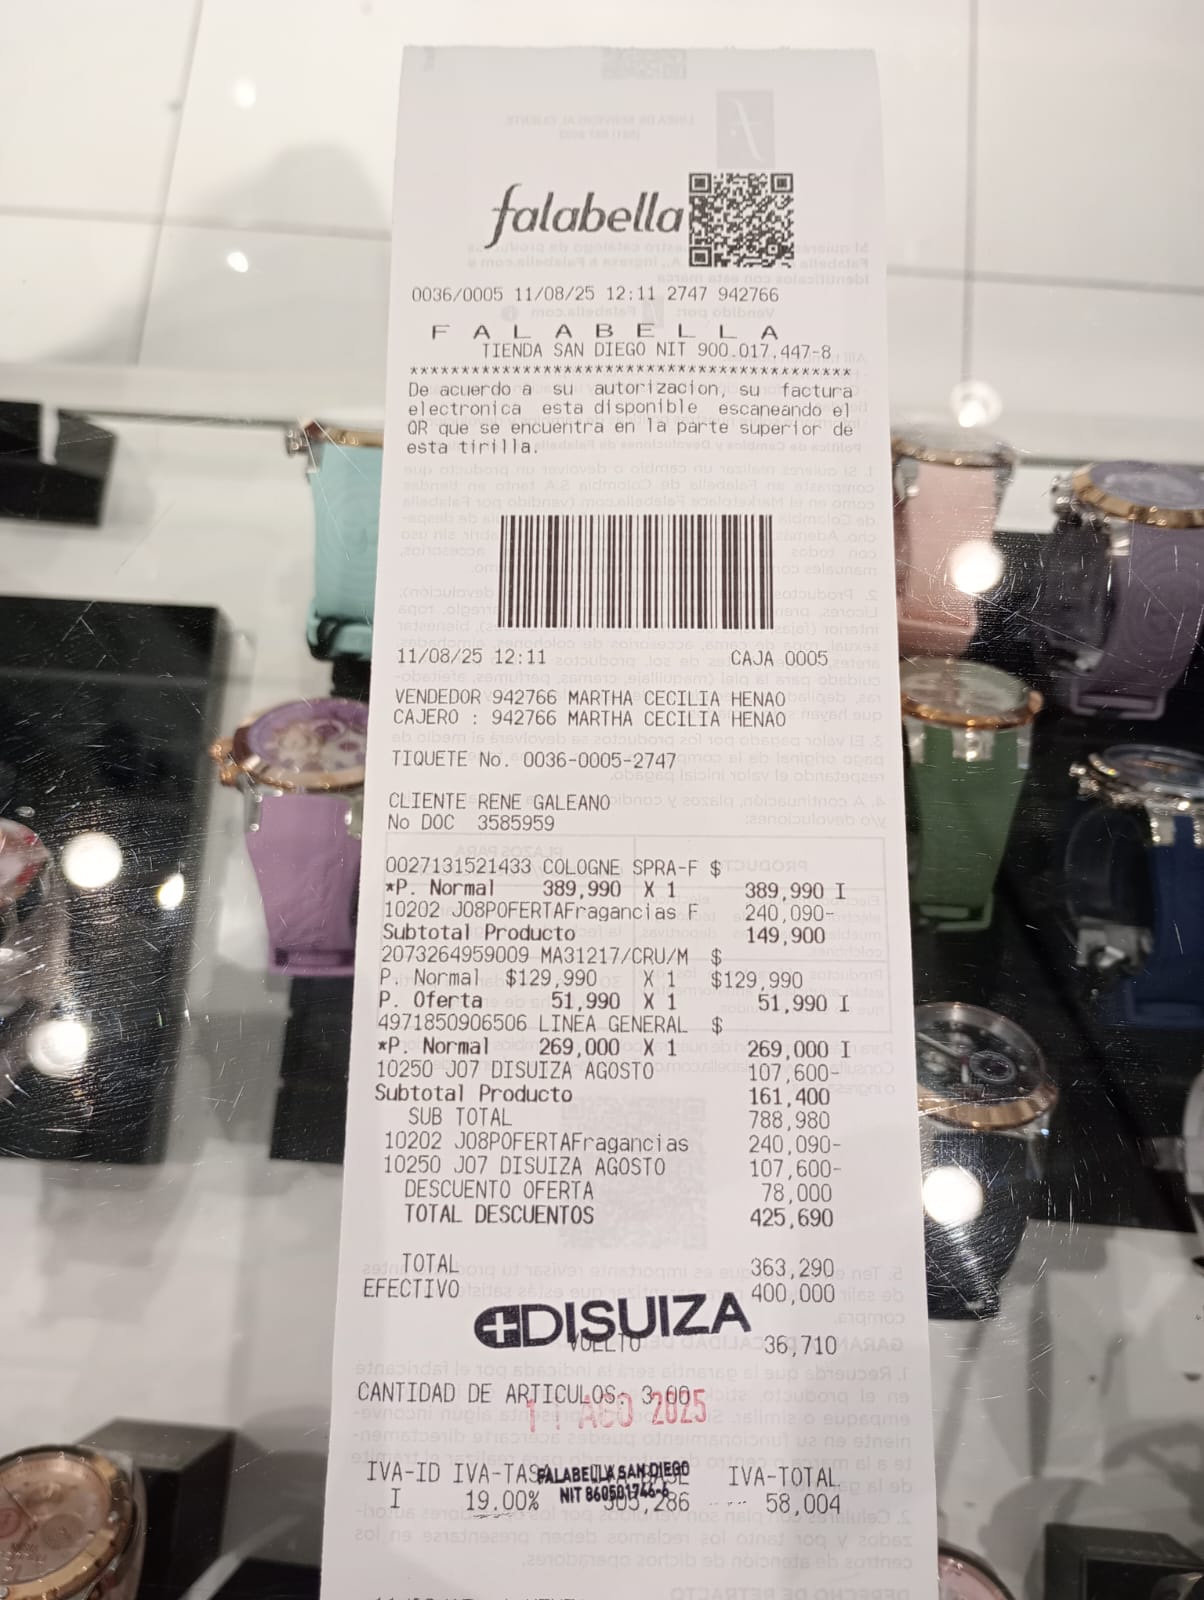 falabella
0036/0005 11/08/25 12:11 2747 942766
F A L A B E L L A
TIENDA SAN DIEGO NIT 900.017.447-8
******************************************
De acuerdo a su autorizacion, su factura
electronica esta disponible escaneando el
QR que se encuentra en la parte superior de
esta tirilla.
11/08/25 12:11 CAJA 0005
VENDEDOR 942766 MARTHA CECILIA HENAO
CAJERO : 942766 MARTHA CECILIA HENAO
TIQUETE No. 0036-0005-2747
CLIENTE RENE GALEANO
No DOC 3585959
0027131521433 COLOGNE SPRA-F $
*P. Normal 389,990 X 1 389,990 I
10202 J08POFERTAFragancias F 240,090-
Subtotal Producto 149,900
2073264959009 MA31217/CRU/M $
P. Normal $129,990 X 1 $129,990
P. Oferta 51,990 X 1 51,990 I
4971850906506 LINEA GENERAL $
*P. Normal 269,000 X 1 269,000 I
10250 J07 DISUIZA AGOSTO 107,600-
Subtotal Producto 161,400
SUB TOTAL 788,980
10202 J08POFERTAFragancias 240,090-
10250 J07 DISUIZA AGOSTO 107,600-
DESCUENTO OFERTA 78,000
TOTAL DESCUENTOS 425,690
TOTAL 363,290
EFECTIVO 400,000
DISUIZA
VUELTO 36,710
CANTIDAD DE ARTICULOS: 3.00
11 AGO 2025
IVA-ID IVA-TASA IVA-TOTAL
FALABELLA SAN DIEGO
NIT 860501746-6
I 19.00% 305,286 58,004